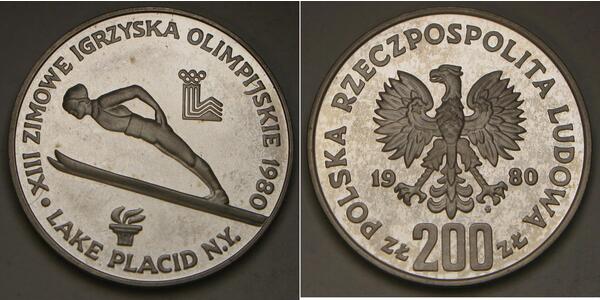 XIII ZIMOWE IGRZYSKA OLIMPIJSKIE 1980
• LAKE PLACID N.Y. •
POLSKA RZECZPOSPOLITA LUDOWA
19 80
ZŁ 200 ZŁ